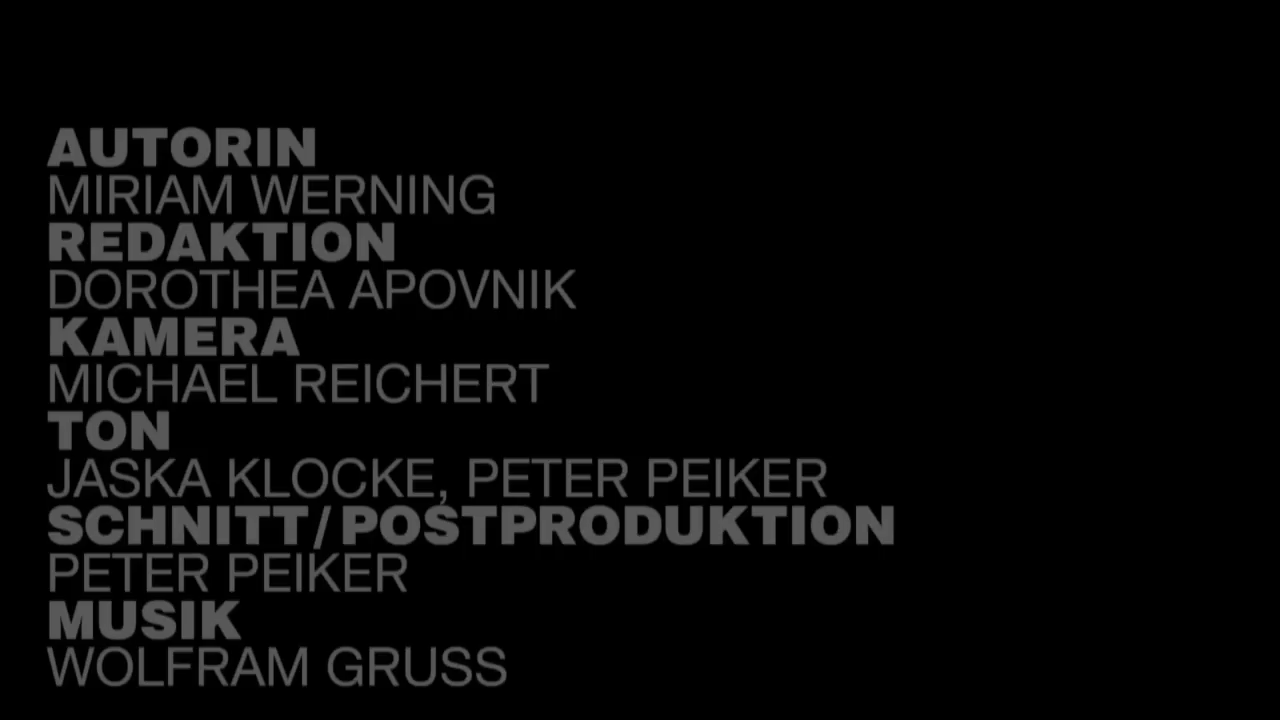 AUTORIN
MIRIAM WERNING
REDAKTION
DOROTHEA APOVNIK
KAMERA
MICHAEL REICHERT
TON
JASKA KLOCKE, PETER PEIKER
SCHNITT/POSTPRODUKTION
PETER PEIKER
MUSIK
WOLFRAM GRUSS